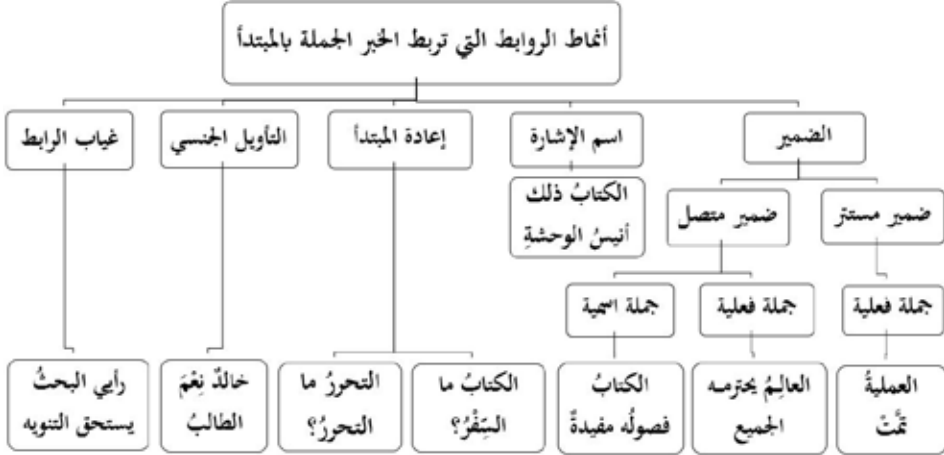 أنماط الروابط التي تربط الخبر الجملة بالمبتدأ
الضمير
اسم الإشارة
إعادة المبتدأ
التأويل الجنسي
غياب الرابط
ضمير مستتر
ضمير متصل
الكتابُ ذلك
أنيسُ الوحشةِ
جملة فعلية
جملة فعلية
جملة اسمية
العمليةُ
تمَّتْ
العالِمُ يحترمه
الجميع
الكتابُ
فصولُه مفيدةٌ
الكتابُ ما
السِّفْرُ؟
التحررُ ما
التحررُ؟
خالدٌ نِعْمَ
الطالبُ
رأيي البحثُ
يستحق التنويه